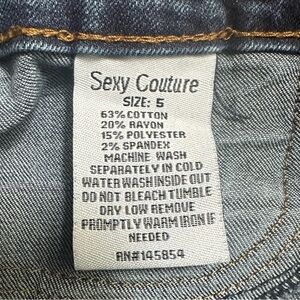 Sexy Couture
SIZE: 5
63% COTTON
20% RAYON
15% POLYESTER
2% SPANDEX
MACHINE WASH
SEPARATELY IN COLD
WATER WASH INSIDE OUT
DO NOT BLEACH TUMBLE
DRY LOW REMOVE
PROMPTLY WARM IRON IF
NEEDED
RN#145854